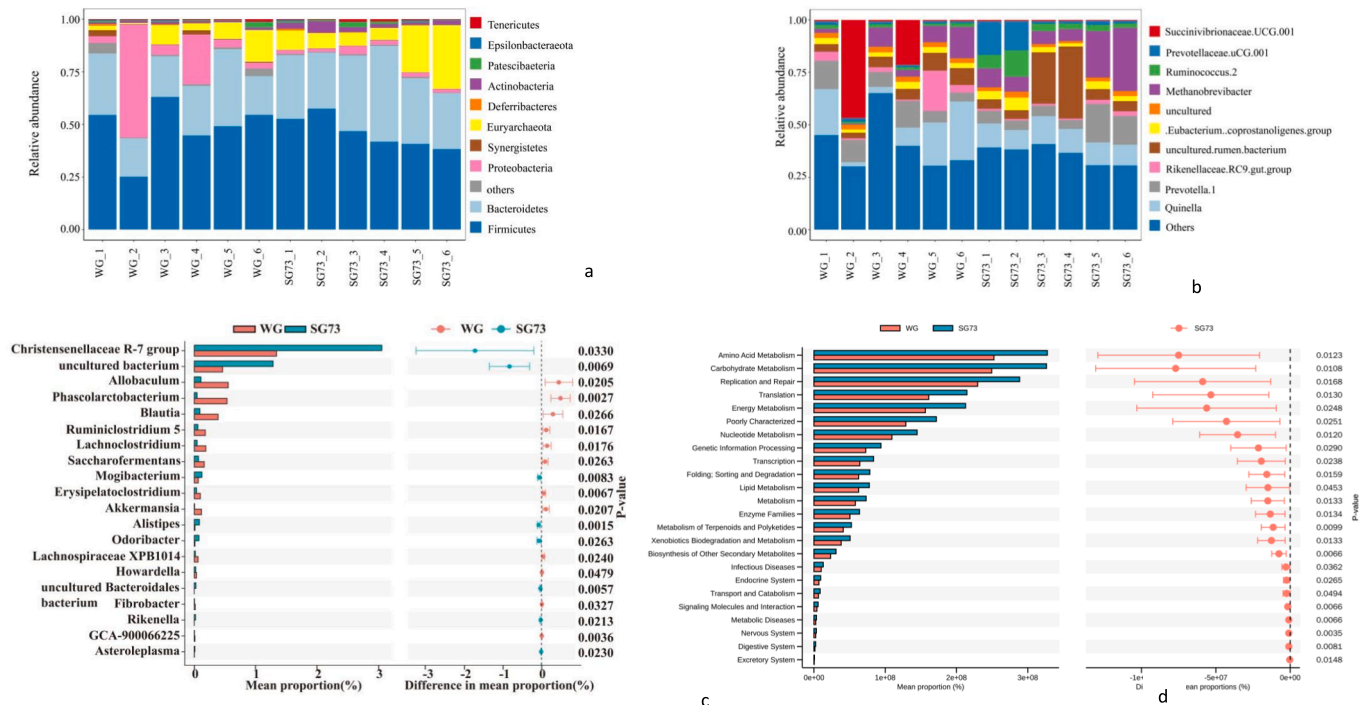 1.00
0.75
0.50
0.25
0.00
Relative abundance
WG_1
WG_2
WG_3
WG_4
WG_5
WG_6
SG73_1
SG73_2
SG73_3
SG73_4
SG73_5
SG73_6
Tenericutes
Epsilonbacteraeota
Patescibacteria
Actinobacteria
Deferribacteres
Euryarchaeota
Synergistetes
Proteobacteria
others
Bacteroidetes
Firmicutes
a
1.00
0.75
0.50
0.25
0.00
Relative abundance
WG_1
WG_2
WG_3
WG_4
WG_5
WG_6
SG73_1
SG73_2
SG73_3
SG73_4
SG73_5
SG73_6
Succinivibrionaceae.UCG.001
Prevotellaceae.uCG.001
Ruminococcus.2
Methanobrevibacter
uncultured
.Eubacterium..coprostanoligenes.group
uncultured.rumen.bacterium
Rikenellaceae.RC9.gut.group
Prevotella.1
Quinella
Others
b
WG SG73 WG SG73
Christensenellaceae R-7 group 0.0330
uncultured bacterium 0.0069
Allobaculum 0.0205
Phascolarctobacterium 0.0027
Blautia 0.0266
Ruminiclostridium 5 0.0167
Lachnoclostridium 0.0176
Saccharofermentans 0.0263
Mogibacterium 0.0083
Erysipelatoclostridium 0.0067
Akkermansia 0.0207
Alistipes 0.0015
Odoribacter 0.0263
Lachnospiraceae XPB1014 0.0240
Howardella 0.0479
uncultured Bacteroidales 0.0057
bacterium Fibrobacter 0.0327
Rikenella 0.0213
GCA-900066225 0.0036
Asteroleplasma 0.0230
P-value
0 1 2 3 -3 -2 -1 0
Mean proportion(%) Difference in mean proportion(%)
c
WG SG73 SG73
Amino Acid Metabolism 0.0123
Carbohydrate Metabolism 0.0108
Replication and Repair 0.0168
Translation 0.0130
Energy Metabolism 0.0248
Poorly Characterized 0.0251
Nucleotide Metabolism 0.0120
Genetic Information Processing 0.0290
Transcription 0.0238
Folding; Sorting and Degradation 0.0159
Lipid Metabolism 0.0453
Metabolism 0.0133
Enzyme Families 0.0134
Metabolism of Terpenoids and Polyketides 0.0099
Xenobiotics Biodegradation and Metabolism 0.0133
Biosynthesis of Other Secondary Metabolites 0.0066
Infectious Diseases 0.0362
Endocrine System 0.0265
Transport and Catabolism 0.0494
Signaling Molecules and Interaction 0.0066
Metabolic Diseases 0.0066
Nervous System 0.0035
Digestive System 0.0081
Excretory System 0.0148
P-value
0e+00 1e+08 2e+08 3e+08 -1e -5e+07 0e+00
Mean proportion (%) Di ean proportions (%)
d